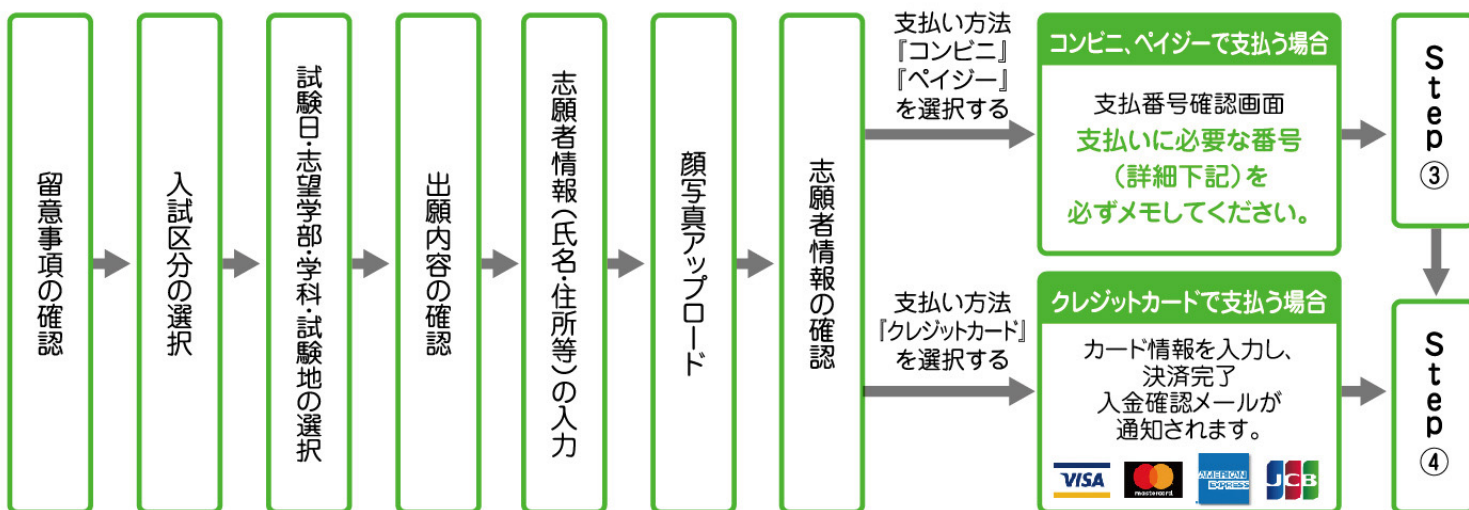 留意事項の確認
入試区分の選択
試験日・志望学部・学科・試験地の選択
出願内容の確認
志願者情報(氏名・住所等)の入力
顔写真アップロード
志願者情報の確認
支払い方法
『コンビニ』
『ペイジー』
を選択する
コンビニ、ペイジーで支払う場合
支払番号確認画面
支払いに必要な番号
(詳細下記)を
必ずメモしてください。
Step③
支払い方法
『クレジットカード』
を選択する
クレジットカードで支払う場合
カード情報を入力し、
決済完了
入金確認メールが
通知されます。
VISA
mastercard
AMERICAN
EXPRESS
JCB
Step④